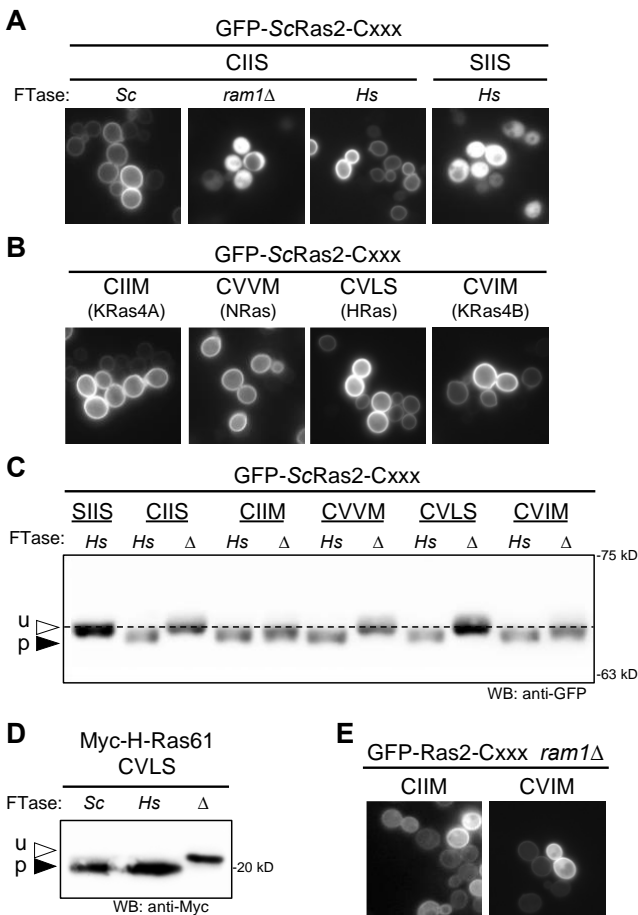 A
GFP-ScRas2-Cxxx
CIIS SIIS
FTase: Sc ram1Δ Hs Hs
B
GFP-ScRas2-Cxxx
CIIM CVVM CVLS CVIM
(KRas4A) (NRas) (HRas) (KRas4B)
C
GFP-ScRas2-Cxxx
SIIS CIIS CIIM CVVM CVLS CVIM
FTase: Hs Hs Δ Hs Δ Hs Δ Hs Δ Hs Δ
-75 kD
u
p
-63 kD
WB: anti-GFP
D
Myc-H-Ras61
CVLS
FTase: Sc Hs Δ
u
p
-20 kD
WB: anti-Myc
E
GFP-Ras2-Cxxx ram1Δ
CIIM CVIM